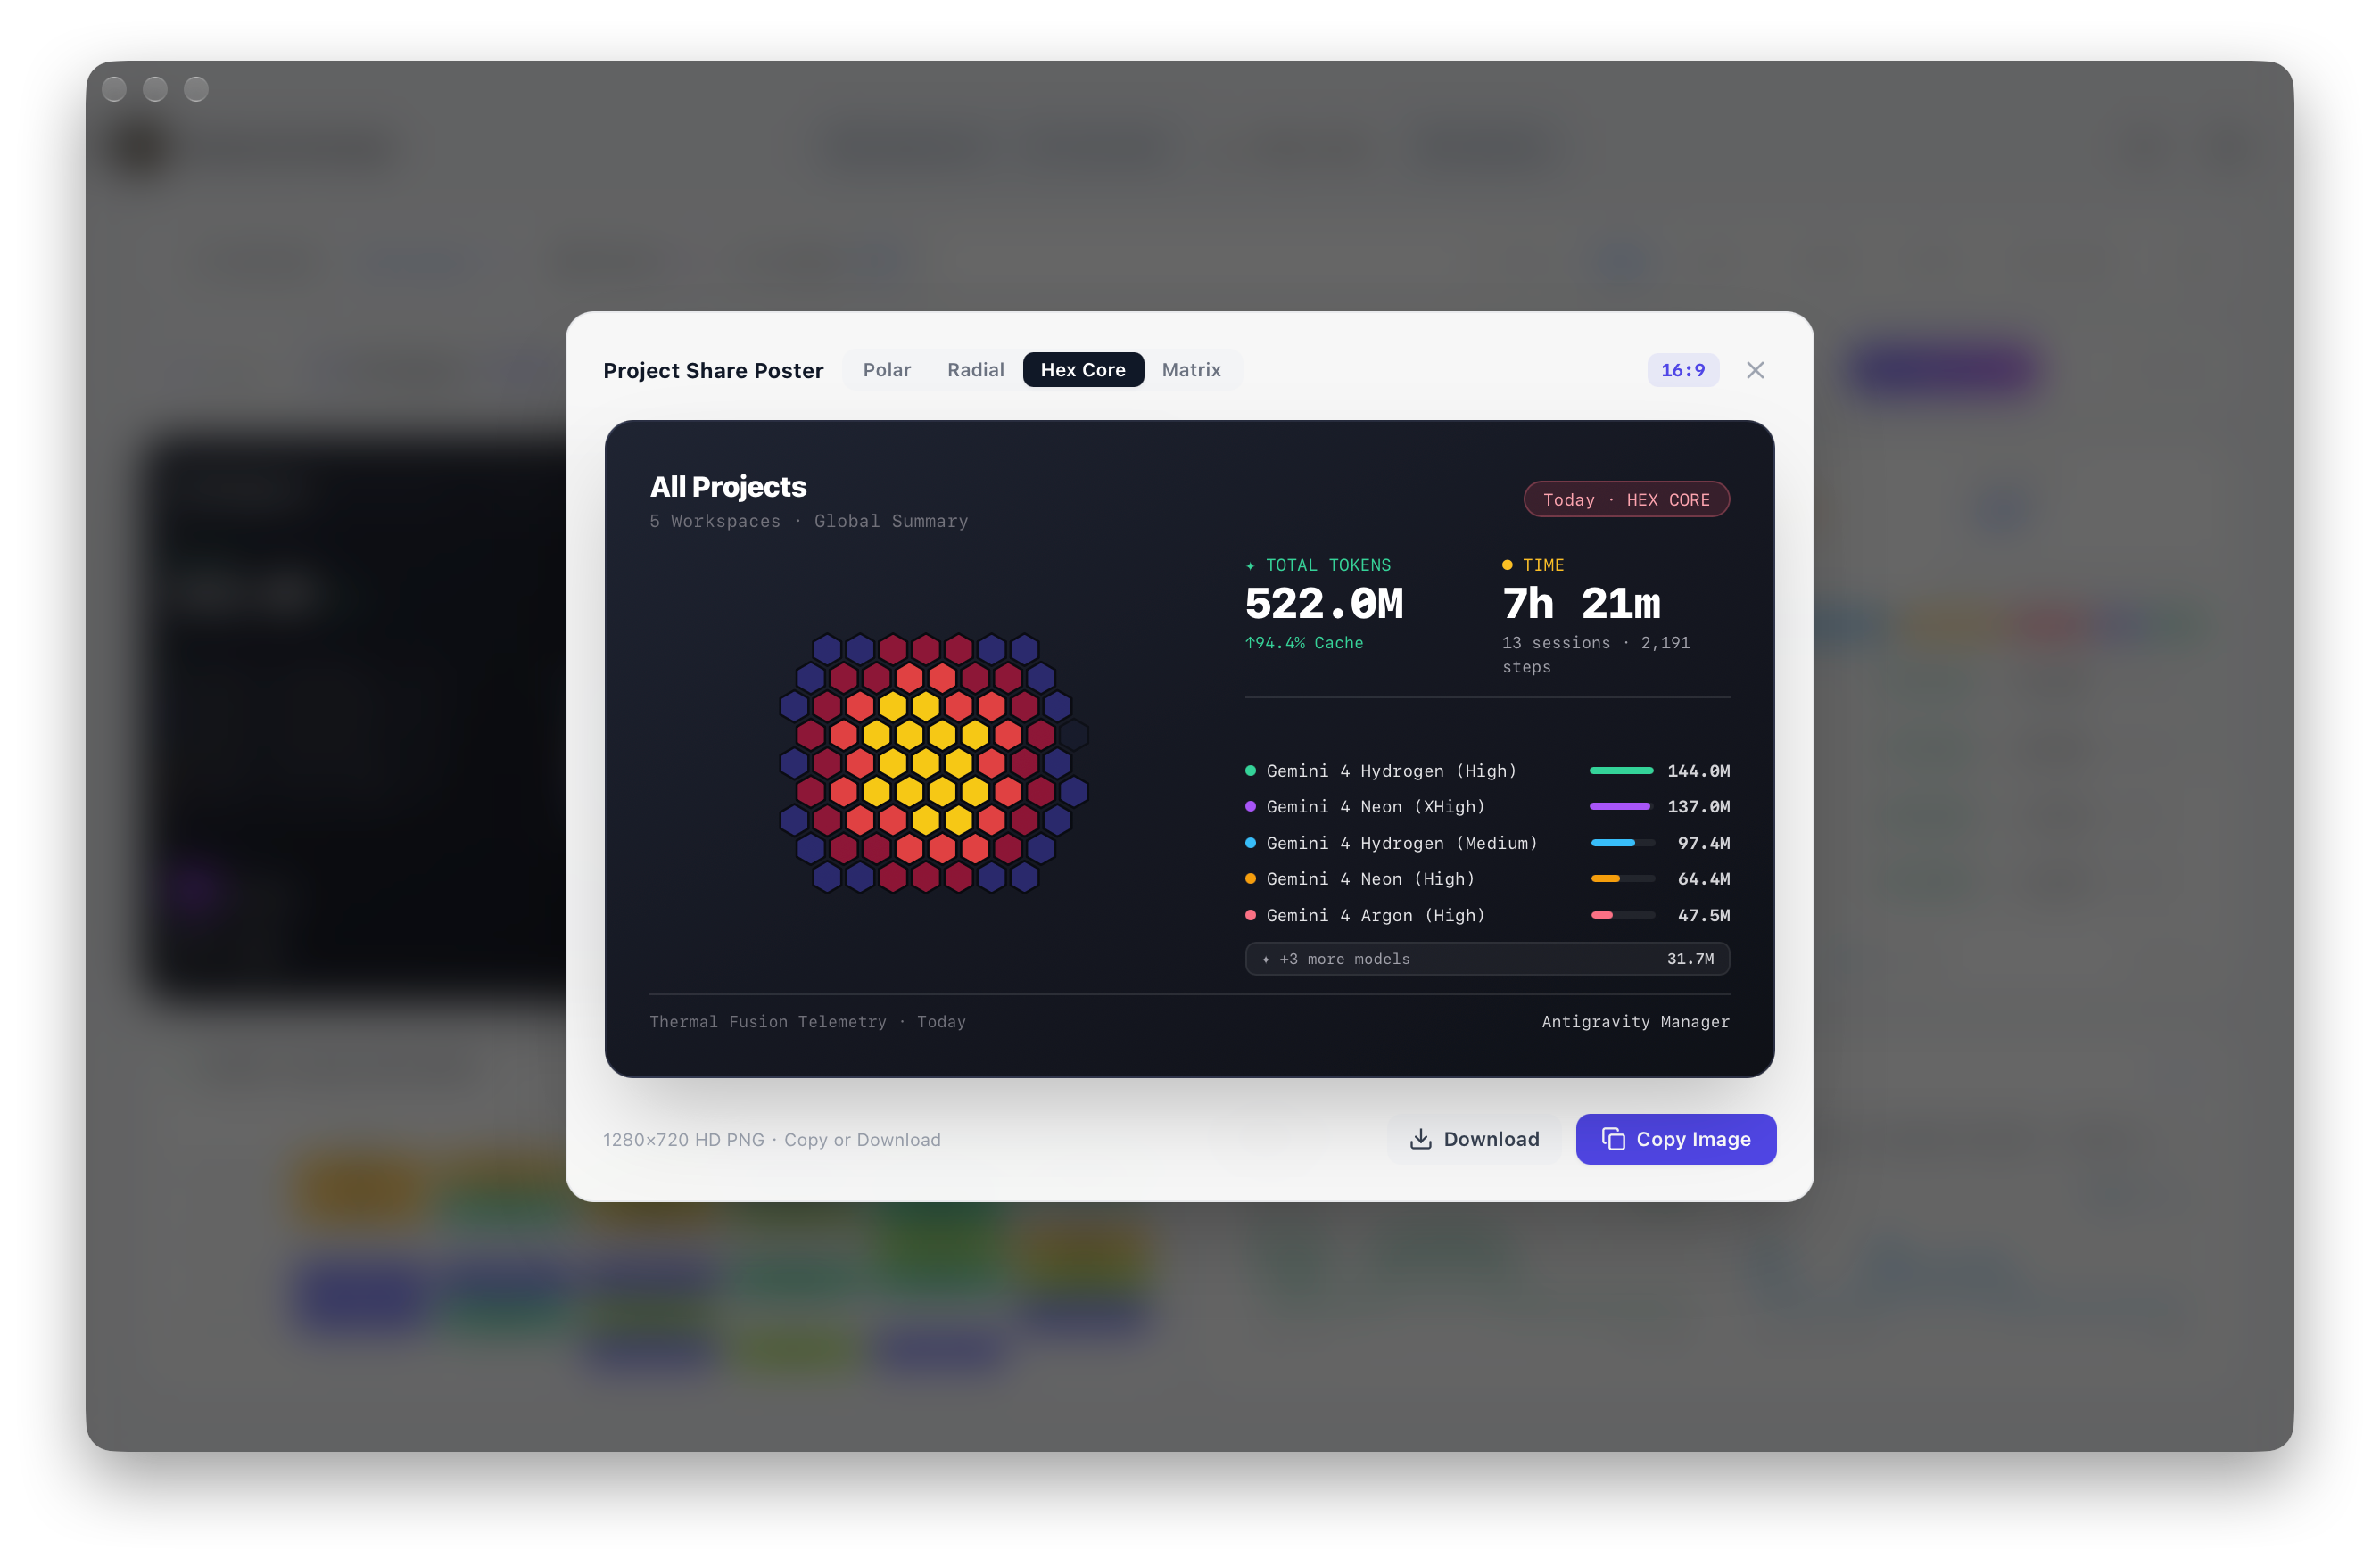 Project Share Poster
Polar
Radial
Hex Core
Matrix
16:9
All Projects
5 Workspaces · Global Summary
Today · HEX CORE
✦ TOTAL TOKENS
522.0M
↑94.4% Cache
TIME
7h 21m
13 sessions · 2,191
steps
Gemini 4 Hydrogen (High) 144.0M
Gemini 4 Neon (XHigh) 137.0M
Gemini 4 Hydrogen (Medium) 97.4M
Gemini 4 Neon (High) 64.4M
Gemini 4 Argon (High) 47.5M
✦ +3 more models 31.7M
Thermal Fusion Telemetry · Today
Antigravity Manager
1280×720 HD PNG · Copy or Download
Download
Copy Image